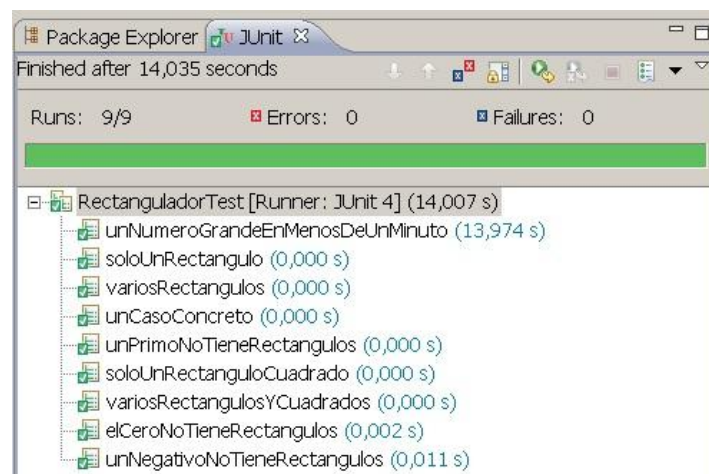 Package Explorer JUnit
Finished after 14,035 seconds
Runs: 9/9 Errors: 0 Failures: 0
RectanguladorTest [Runner: JUnit 4] (14,007 s)
unNumeroGrandeEnMenosDeUnMinuto (13,974 s)
soloUnRectangulo (0,000 s)
variosRectangulos (0,000 s)
unCasoConcreto (0,000 s)
unPrimoNoTieneRectangulos (0,000 s)
soloUnRectanguloCuadrado (0,000 s)
variosRectangulosYCuadrados (0,000 s)
elCeroNoTieneRectangulos (0,002 s)
unNegativoNoTieneRectangulos (0,011 s)